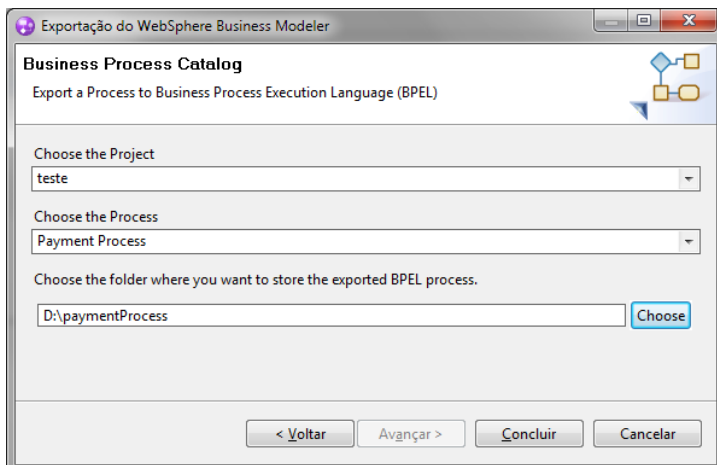 Exportação do WebSphere Business Modeler
Business Process Catalog
Export a Process to Business Process Execution Language (BPEL)
Choose the Project
teste
Choose the Process
Payment Process
Choose the folder where you want to store the exported BPEL process.
D:\paymentProcess
Choose
< Voltar
Avançar >
Concluir
Cancelar